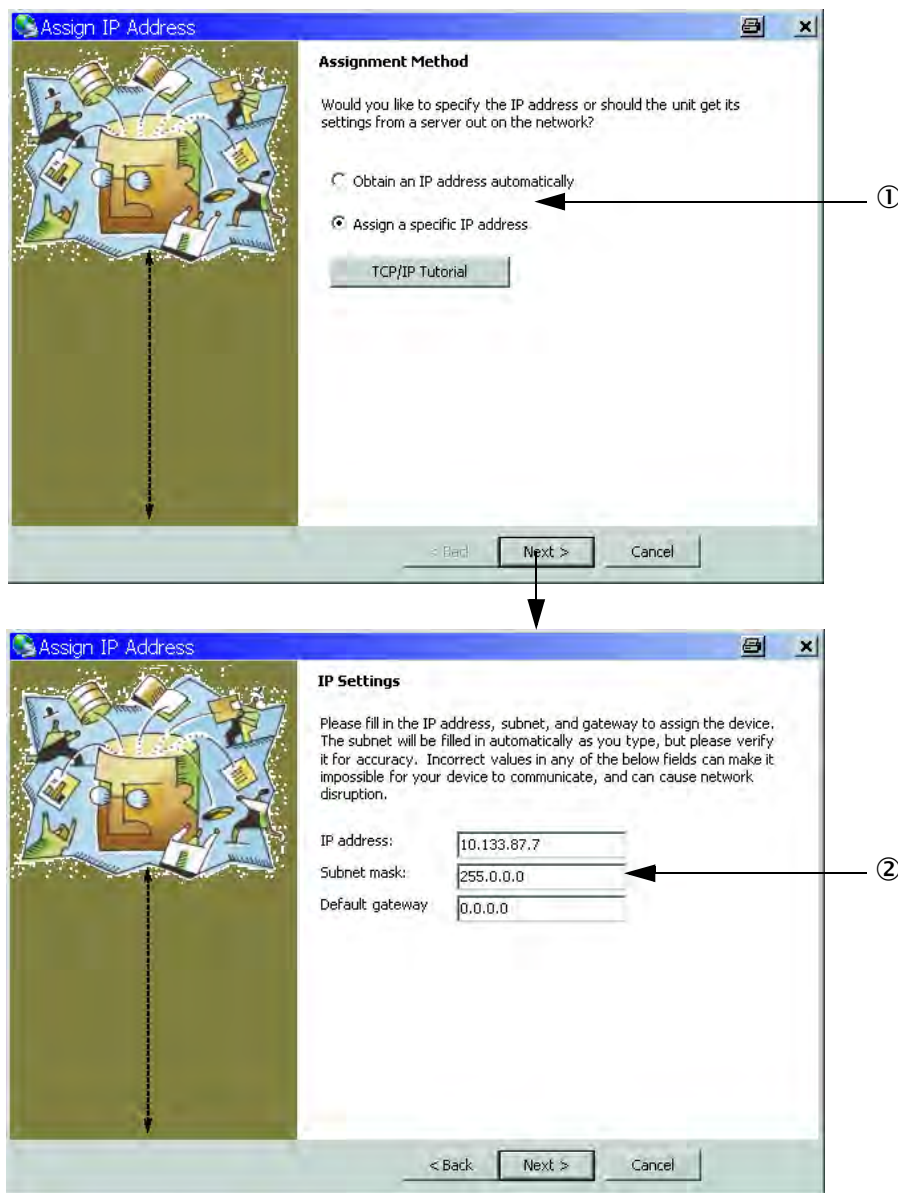 Assign IP Address
Assignment Method
Would you like to specify the IP address or should the unit get its
settings from a server out on the network?
Obtain an IP address automatically
①
Assign a specific IP address
TCP/IP Tutorial
< Back
Next >
Cancel
Assign IP Address
IP Settings
Please fill in the IP address, subnet, and gateway to assign the device.
The subnet will be filled in automatically as you type, but please verify
it for accuracy.  Incorrect values in any of the below fields can make it
impossible for your device to communicate, and can cause network
disruption.
IP address:
10.133.87.7
Subnet mask:
255.0.0.0
②
Default gateway
0.0.0.0
< Back
Next >
Cancel